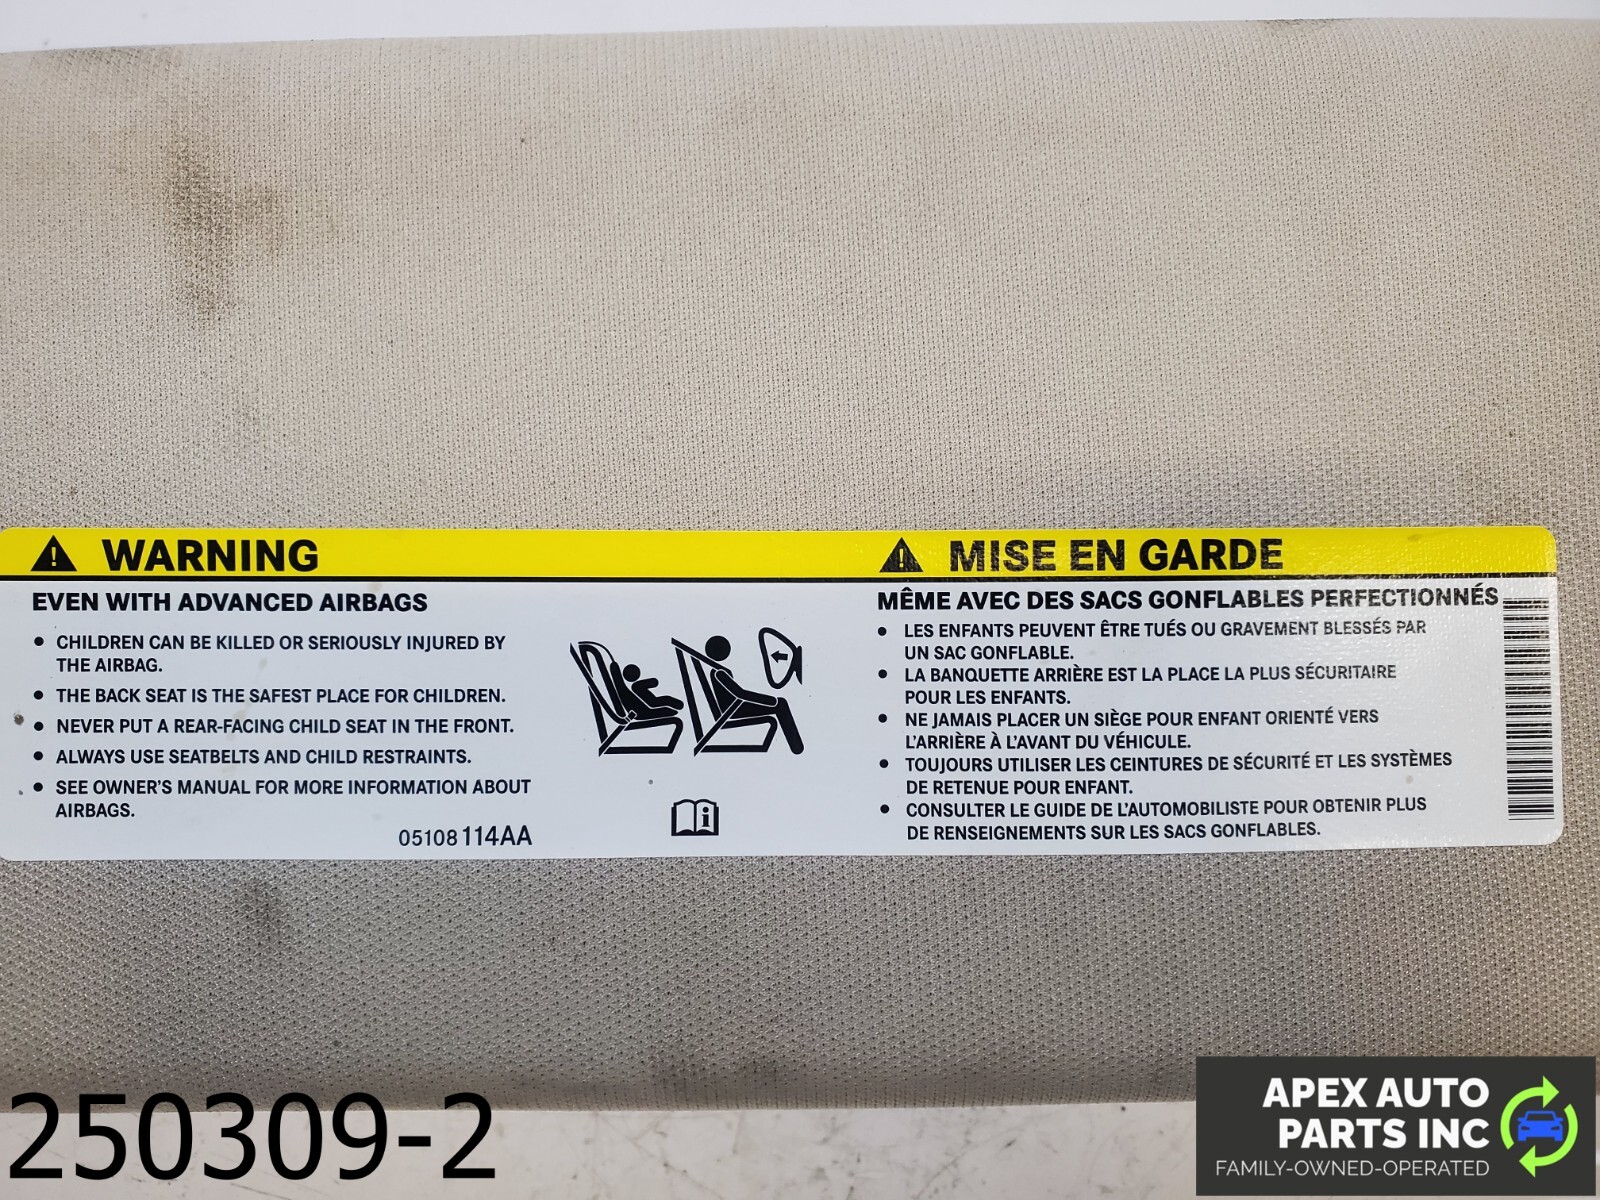 WARNING
EVEN WITH ADVANCED AIRBAGS
• CHILDREN CAN BE KILLED OR SERIOUSLY INJURED BY
THE AIRBAG.
• THE BACK SEAT IS THE SAFEST PLACE FOR CHILDREN.
• NEVER PUT A REAR-FACING CHILD SEAT IN THE FRONT.
• ALWAYS USE SEATBELTS AND CHILD RESTRAINTS.
• SEE OWNER'S MANUAL FOR MORE INFORMATION ABOUT
AIRBAGS.
05108114AA
MISE EN GARDE
MÊME AVEC DES SACS GONFLABLES PERFECTIONNÉS
• LES ENFANTS PEUVENT ÊTRE TUÉS OU GRAVEMENT BLESSÉS PAR
UN SAC GONFLABLE.
• LA BANQUETTE ARRIÈRE EST LA PLACE LA PLUS SÉCURITAIRE
POUR LES ENFANTS.
• NE JAMAIS PLACER UN SIÈGE POUR ENFANT ORIENTÉ VERS
L'ARRIÈRE À L'AVANT DU VÉHICULE.
• TOUJOURS UTILISER LES CEINTURES DE SÉCURITÉ ET LES SYSTÈMES
DE RETENUE POUR ENFANT.
• CONSULTER LE GUIDE DE L'AUTOMOBILISTE POUR OBTENIR PLUS
DE RENSEIGNEMENTS SUR LES SACS GONFLABLES.
250309-2
APEX AUTO
PARTS INC
FAMILY-OWNED-OPERATED